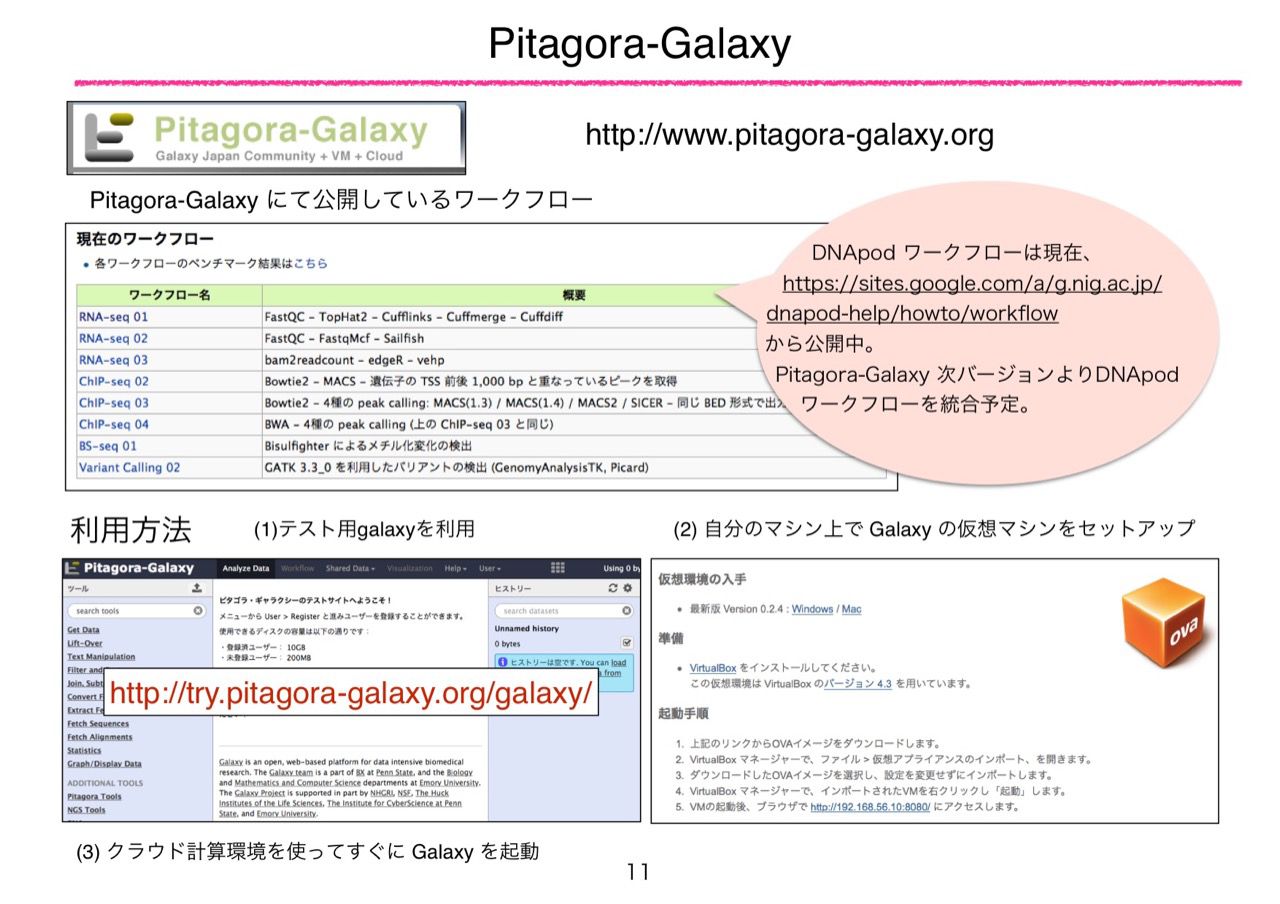 Pitagora-Galaxy
Pitagora-Galaxy
Galaxy Japan Community + VM + Cloud
http://www.pitagora-galaxy.org
Pitagora-Galaxy にて公開しているワークフロー
現在のワークフロー
• 各ワークフローのベンチマーク結果はこちら
ワークフロー名 概要
RNA-seq 01 FastQC – TopHat2 – Cufflinks – Cuffmerge – Cuffdiff
RNA-seq 02 FastQC – FastqMcf – Sailfish
RNA-seq 03 bam2readcount – edgeR – vehp
ChIP-seq 02 Bowtie2 – MACS – 遺伝子の TSS 前後 1,000 bp と重なっているピークを取得
ChIP-seq 03 Bowtie2 – 4種の peak calling: MACS(1.3) / MACS(1.4) / MACS2 / SICER – 同じ BED 形式で出
ChIP-seq 04 BWA – 4種の peak calling (上の ChIP-seq 03 と同じ)
BS-seq 01 Bisulfighter によるメチル化変化の検出
Variant Calling 02 GATK 3.3_0 を利用したバリアントの検出 (GenomyAnalysisTK, Picard)
DNApod ワークフローは現在、
https://sites.google.com/a/g.nig.ac.jp/
dnapod-help/howto/workflow
から公開中。
Pitagora-Galaxy 次バージョンよりDNApod
ワークフローを統合予定。
利用方法
(1)テスト用galaxyを利用
(2) 自分のマシン上で Galaxy の仮想マシンをセットアップ
Pitagora-Galaxy Analyze Data Workflow Shared Data Visualization Help User Using 0 by
ツール
search tools
Get Data
Lift-Over
Text Manipulation
Filter and
Join, Subt
Convert F
Extract Fe
Fetch Sequences
Fetch Alignments
Statistics
Graph/Display Data
ADDITIONAL TOOLS
Pitagora Tools
NGS Tools
ピタゴラ・ギャラクシーのテストサイトへようこそ！
メニューから User > Register と進みユーザーを登録することができます。
使用できるディスクの容量は以下の通りです：
・登録済ユーザー： 10GB
・未登録ユーザー： 200MB
http://try.pitagora-galaxy.org/galaxy/
Galaxy is an open, web-based platform for data intensive biomedical
research. The Galaxy team is a part of BX at Penn State, and the Biology
and Mathematics and Computer Science departments at Emory University.
The Galaxy Project is supported in part by NHGRI, NSF, The Huck
Institutes of the Life Sciences, The Institute for CyberScience at Penn
State, and Emory University.
ヒストリー
search datasets
Unnamed history
0 bytes
ヒストリーは空です. You can load
a from
仮想環境の入手
• 最新版 Version 0.2.4 : Windows / Mac
準備
• VirtualBox をインストールしてください。
この仮想環境は VirtualBox のバージョン 4.3 を用いています。
起動手順
1. 上記のリンクからOVAイメージをダウンロードします。
2. VirtualBox マネージャーで、ファイル > 仮想アプライアンスのインポート、を開きます。
3. ダウンロードしたOVAイメージを選択し、設定を変更せずにインポートします。
4. VirtualBox マネージャーで、インポートされたVMを右クリックし「起動」します。
5. VMの起動後、ブラウザで http://192.168.56.10:8080/ にアクセスします。
ova
(3) クラウド計算環境を使ってすぐに Galaxy を起動
11